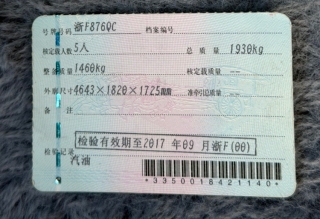 号牌号码 浙F876QC 档案编号
核定载人数 5人 总质量 1930kg
整备质量 1460kg 核定载质量 --
外廓尺寸 4643×1820×1725 准牵引总质量 --
备注
检验有效期至2017 年09 月浙F(00)
检验记录
汽油
*3350018421140*